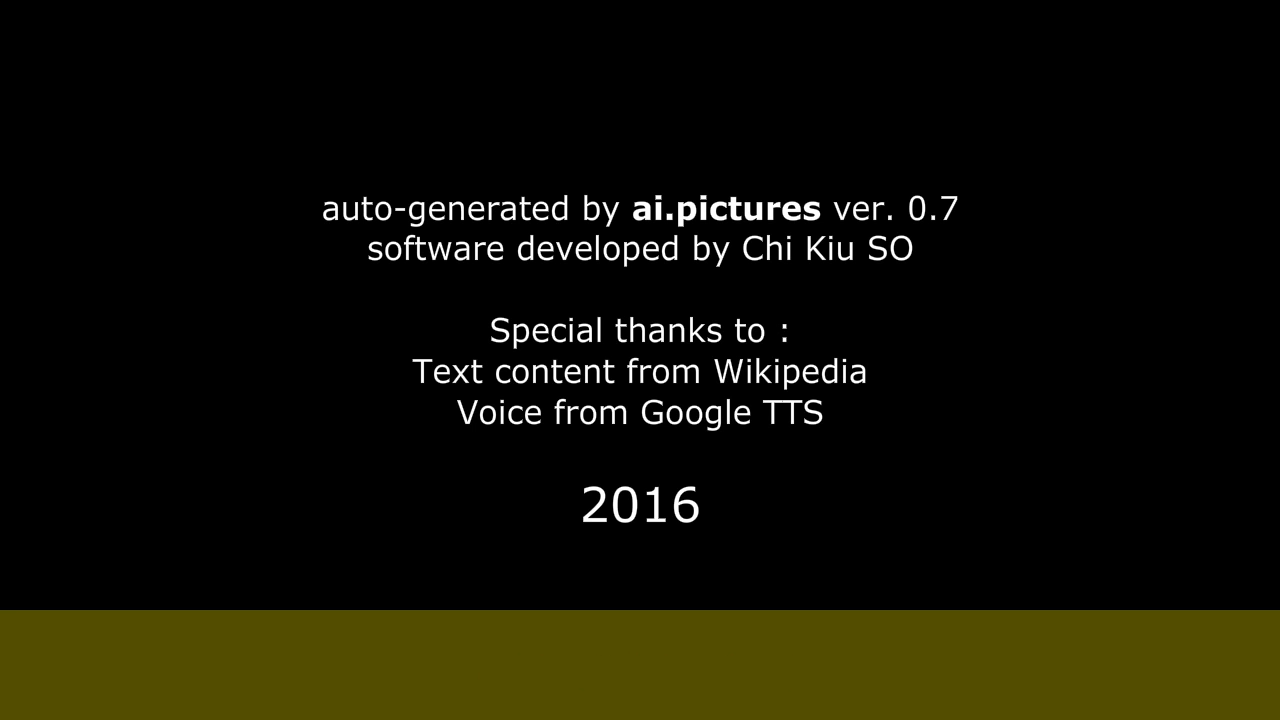 auto-generated by ai.pictures ver. 0.7
software developed by Chi Kiu SO
Special thanks to :
Text content from Wikipedia
Voice from Google TTS
2016